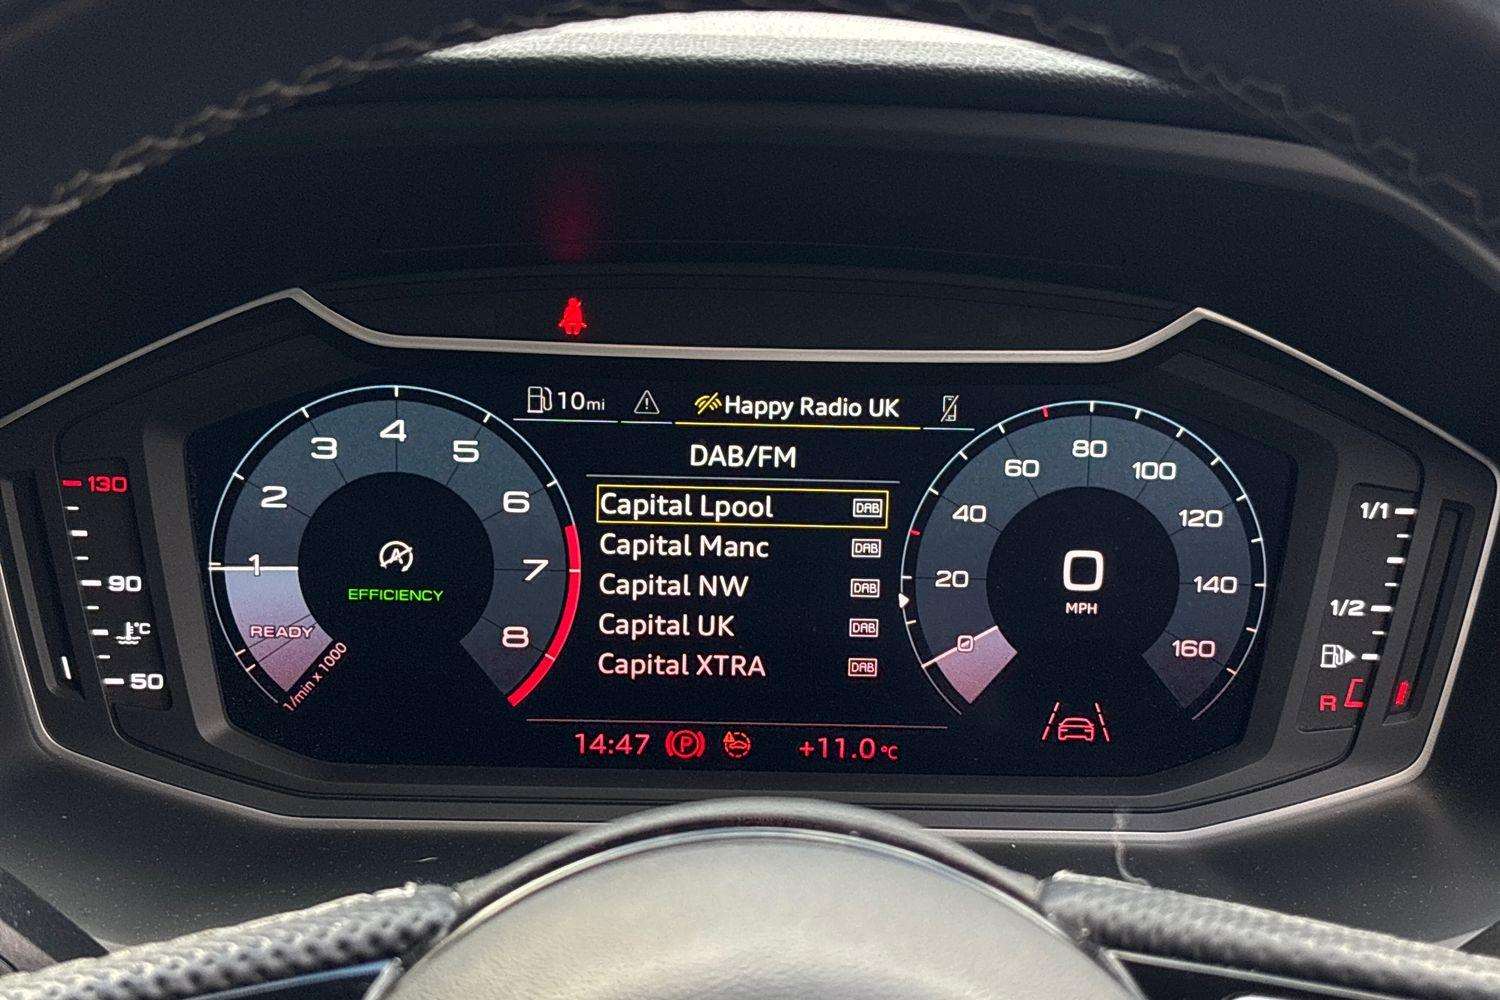 10mi
Happy Radio UK
DAB/FM
Capital Lpool DAB
Capital Manc DAB
Capital NW DAB
Capital UK DAB
Capital XTRA DAB
14:47 P +11.0 °C
130
90
°C
50
1
2
3
4
5
6
7
8
READY
1/min x 1000
A
EFFICIENCY
0
20
40
60
80
100
120
140
160
0
MPH
1/1
1/2
R